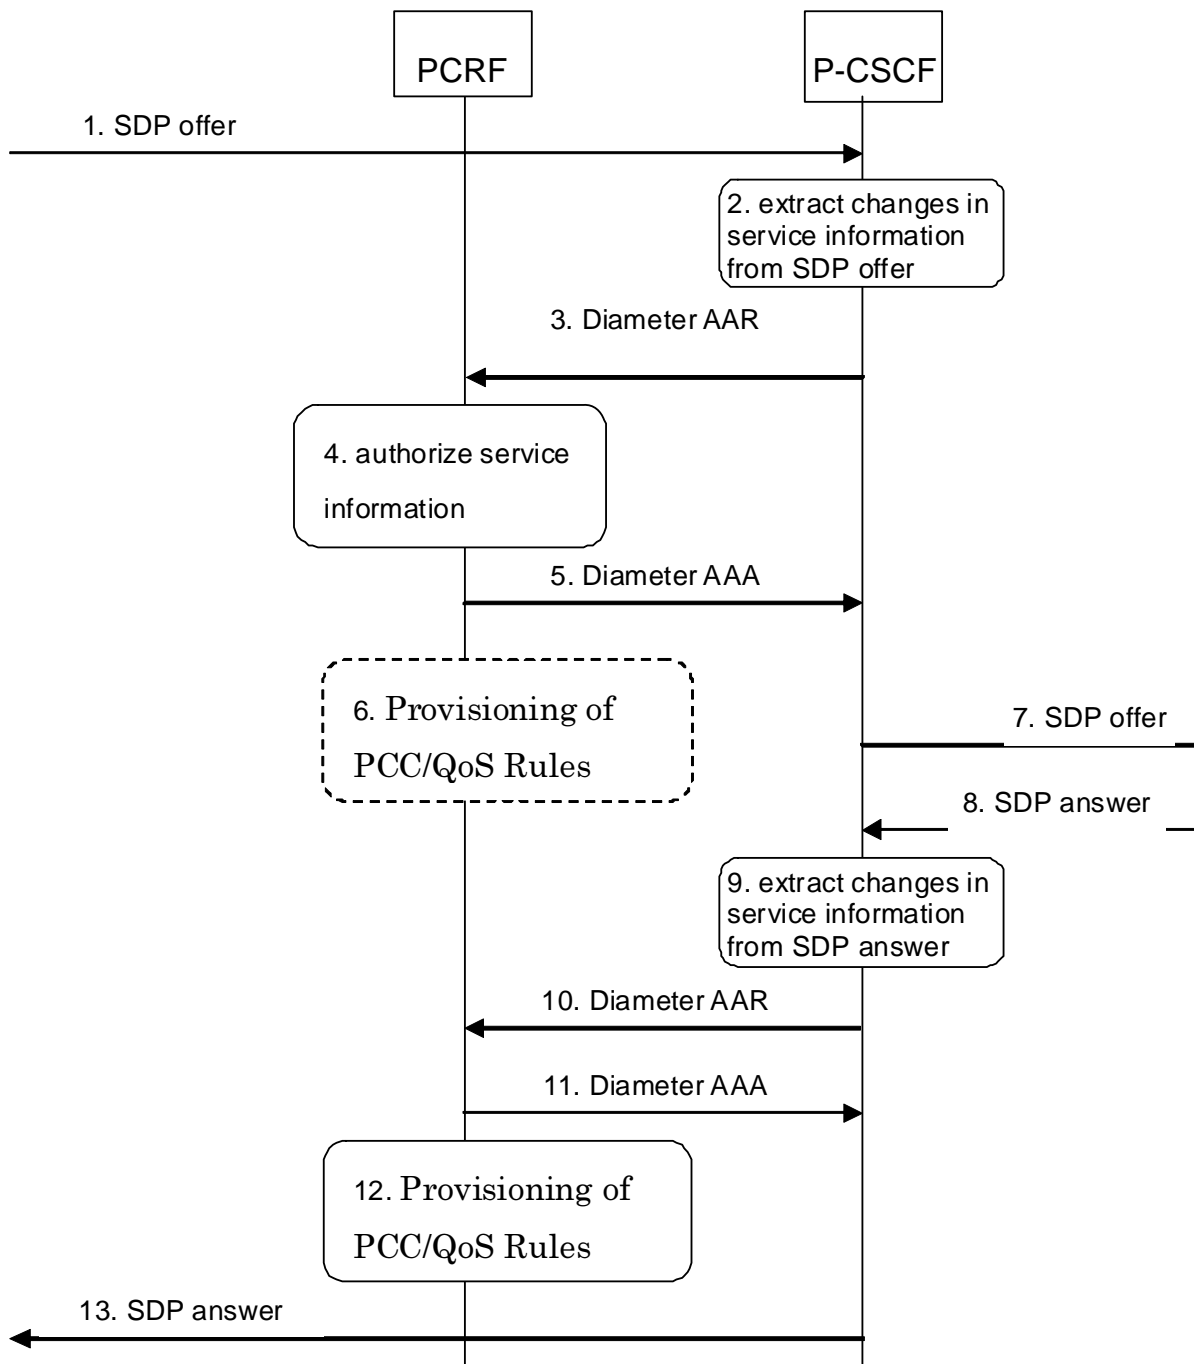 PCRF
P-CSCF
1. SDP offer
2. extract changes in
service information
from SDP offer
3. Diameter AAR
4. authorize service
information
5. Diameter AAA
6. Provisioning of
PCC/QoS Rules
7. SDP offer
8. SDP answer
9. extract changes in
service information
from SDP answer
10. Diameter AAR
11. Diameter AAA
12. Provisioning of
PCC/QoS Rules
13. SDP answer